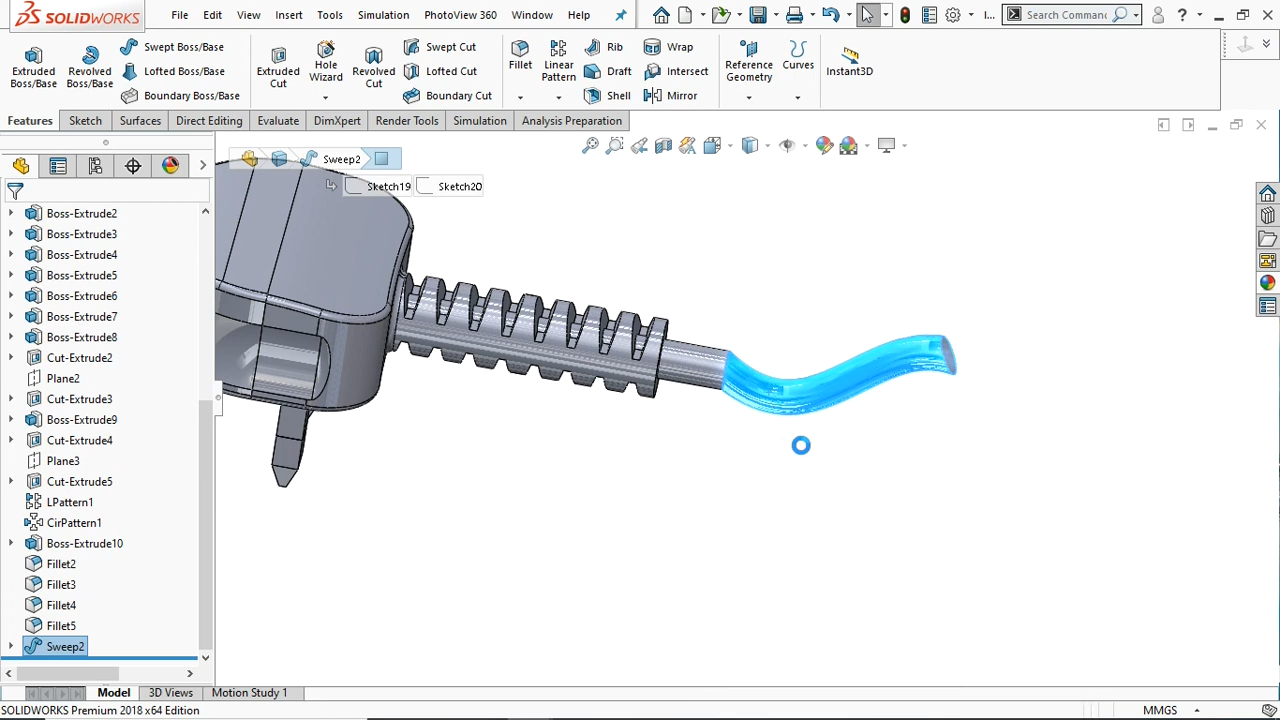 SOLIDWORKS File Edit View Insert Tools Simulation PhotoView 360 Window Help I... Search Comman
Extruded Boss/Base
Revolved Boss/Base
Swept Boss/Base
Lofted Boss/Base
Boundary Boss/Base
Extruded Cut
Hole Wizard
Revolved Cut
Swept Cut
Lofted Cut
Boundary Cut
Fillet
Linear Pattern
Rib
Draft
Shell
Wrap
Intersect
Mirror
Reference Geometry
Curves
Instant3D
Features Sketch Surfaces Direct Editing Evaluate DimXpert Render Tools Simulation Analysis Preparation
Sweep2
Sketch19 Sketch20
Boss-Extrude2
Boss-Extrude3
Boss-Extrude4
Boss-Extrude5
Boss-Extrude6
Boss-Extrude7
Boss-Extrude8
Cut-Extrude2
Plane2
Cut-Extrude3
Boss-Extrude9
Cut-Extrude4
Plane3
Cut-Extrude5
LPattern1
CirPattern1
Boss-Extrude10
Fillet2
Fillet3
Fillet4
Fillet5
Sweep2
Model 3D Views Motion Study 1
SOLIDWORKS Premium 2018 x64 Edition MMGS